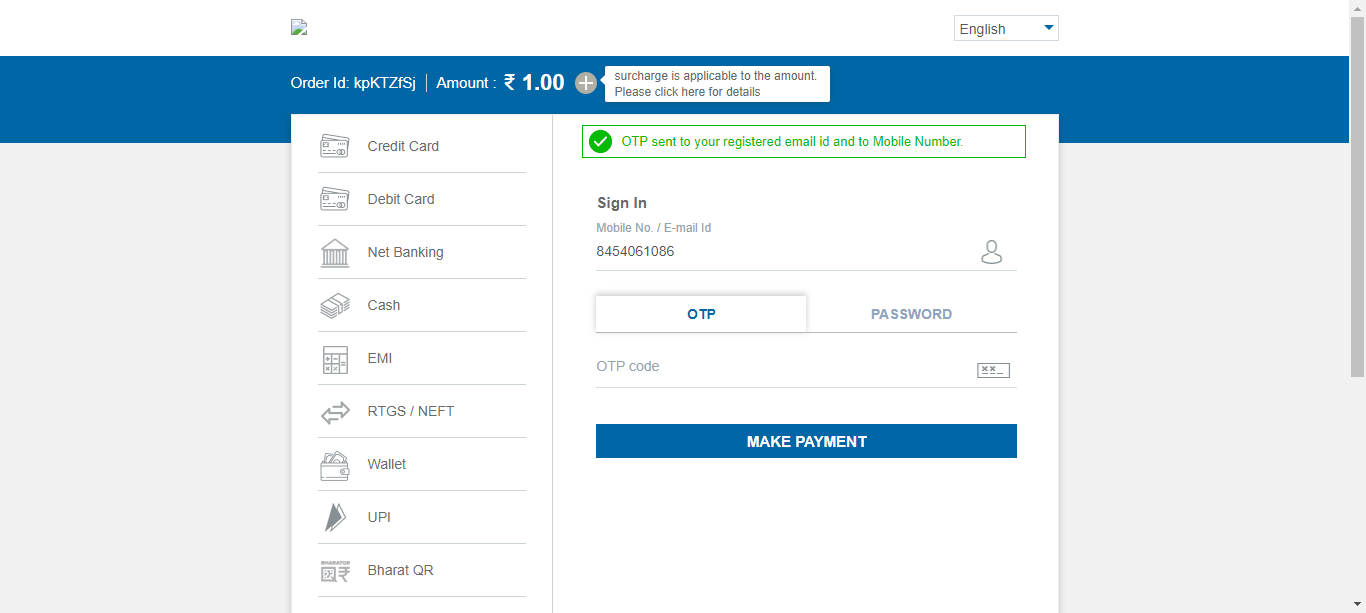 English
Order Id: kpKTZfSj
Amount : ₹ 1.00
surcharge is applicable to the amount.
Please click here for details
Credit Card
Debit Card
Net Banking
Cash
EMI
RTGS / NEFT
Wallet
UPI
BHARATQR
Bharat QR
OTP sent to your registered email id and to Mobile Number.
Sign In
Mobile No. / E-mail Id
8454061086
OTP
PASSWORD
OTP code
MAKE PAYMENT